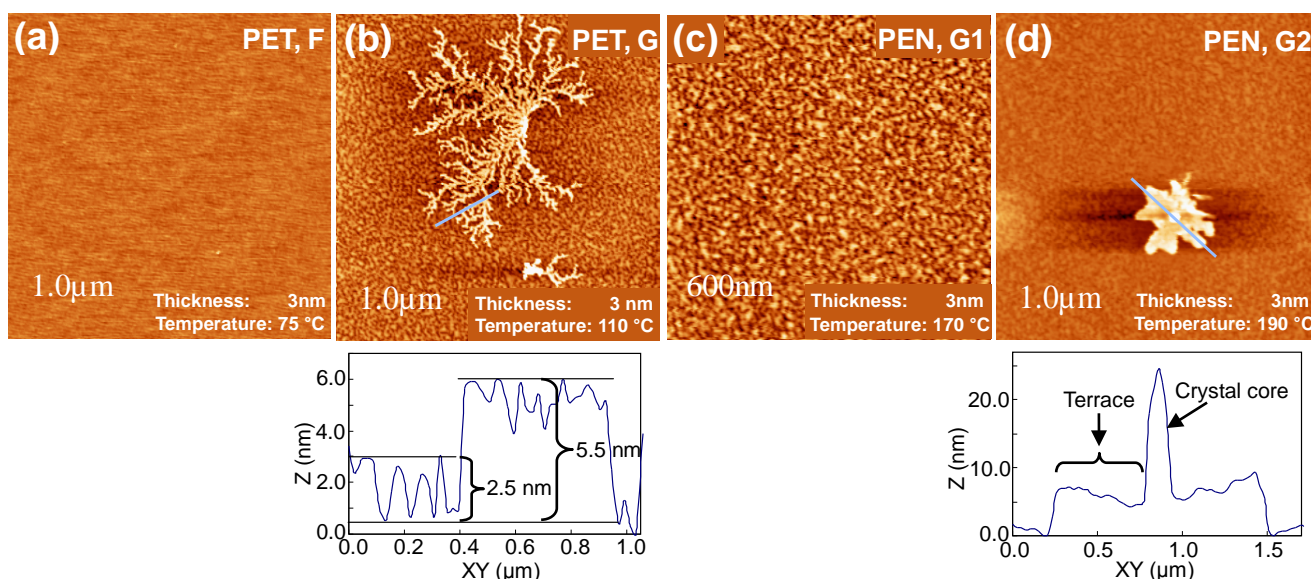 (a)
PET, F
1.0µm
Thickness: 3nm
Temperature: 75 °C
(b)
PET, G
1.0µm
Thickness: 3 nm
Temperature: 110 °C
(c)
PEN, G1
600nm
Thickness: 3nm
Temperature: 170 °C
(d)
PEN, G2
1.0µm
Thickness: 3nm
Temperature: 190 °C
6.0
4.0
2.0
0.0
Z (nm)
5.5 nm
2.5 nm
0.0 0.2 0.4 0.6 0.8 1.0
XY (µm)
20.0
10.0
0.0
Z (nm)
Terrace
Crystal core
0.0 0.5 1.0 1.5
XY (µm)